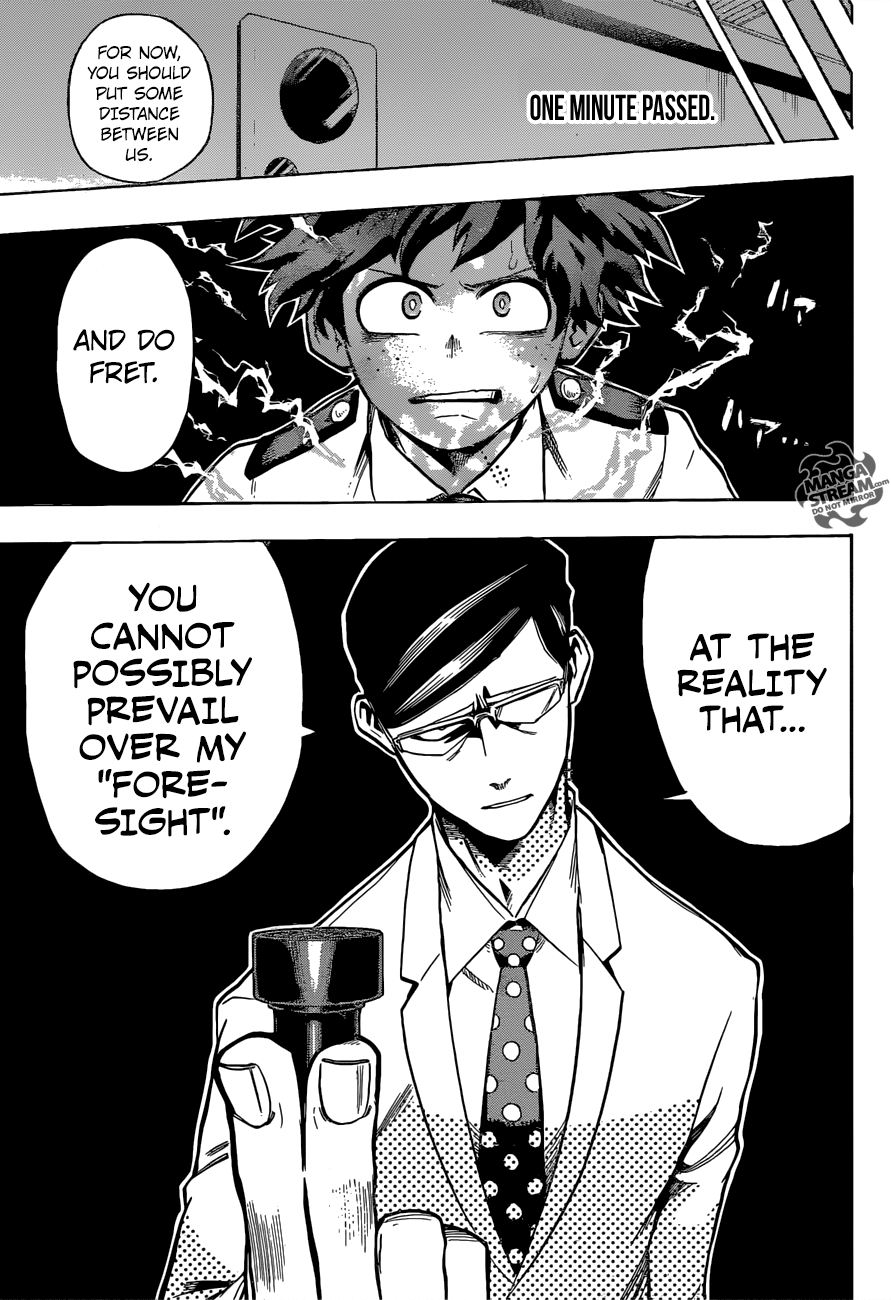 ONE MINUTE PASSED.
FOR NOW,
YOU SHOULD
PUT SOME
DISTANCE
BETWEEN
US.
AND DO
FRET.
MANGA
STREAM.com
DO NOT MIRROR
AT THE
REALITY
THAT...
YOU
CANNOT
POSSIBLY
PREVAIL
OVER MY
"FORE-
SIGHT".